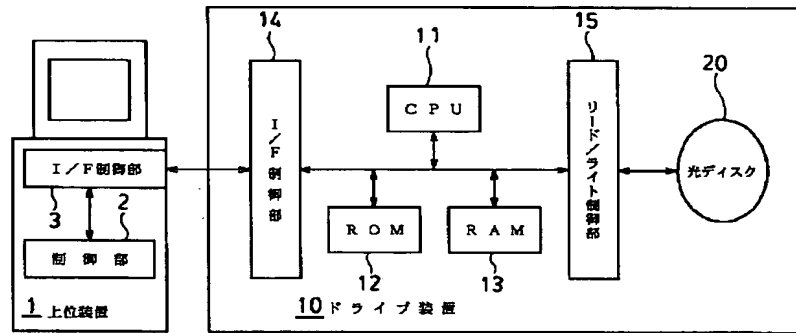 14
11
15
20
CPU
I/F制御部
リード/ライト制御部
光ディスク
I/F制御部
3
2
制御部
ROM
RAM
12
13
1 上位装置
10 ドライブ装置